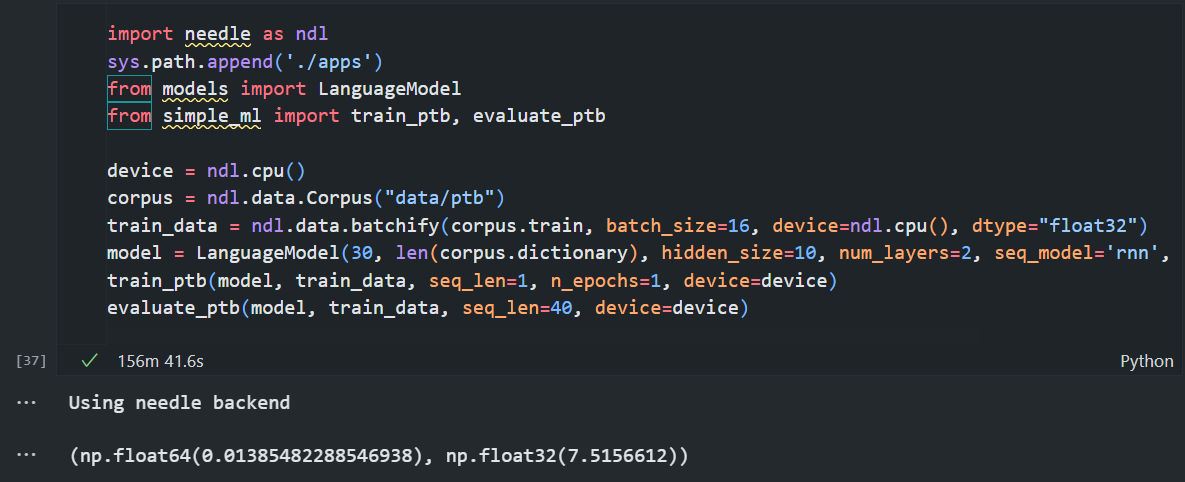 import needle as ndl
sys.path.append('./apps')
from models import LanguageModel
from simple_ml import train_ptb, evaluate_ptb
device = ndl.cpu()
corpus = ndl.data.Corpus("data/ptb")
train_data = ndl.data.batchify(corpus.train, batch_size=16, device=ndl.cpu(), dtype="float32")
model = LanguageModel(30, len(corpus.dictionary), hidden_size=10, num_layers=2, seq_model='rnn',
train_ptb(model, train_data, seq_len=1, n_epochs=1, device=device)
evaluate_ptb(model, train_data, seq_len=40, device=device)
[37] ✓ 156m 41.6s Python
... Using needle backend
... (np.float64(0.01385482288546938), np.float32(7.5156612))